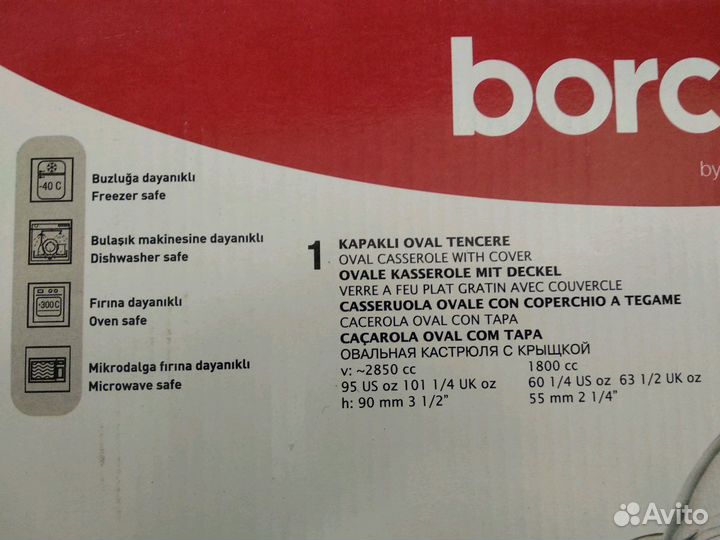 borc
by
-40 C
Buzluğa dayanıklı
Freezer safe
Bulaşık makinesine dayanıklı
Dishwasher safe
-300 C
Fırına dayanıklı
Oven safe
Mikrodalga fırına dayanıklı
Microwave safe
1
KAPAKLI OVAL TENCERE
OVAL CASSEROLE WITH COVER
OVALE KASSEROLE MIT DECKEL
VERRE A FEU PLAT GRATIN AVEC COUVERCLE
CASSERUOLA OVALE CON COPERCHIO A TEGAME
CACEROLA OVAL CON TAPA
CAÇAROLA OVAL COM TAPA
ОВАЛЬНАЯ КАСТРЮЛЯ С КРЫЩКОЙ
v: ~2850 cc 1800 cc
95 US oz 101 1/4 UK oz 60 1/4 US oz 63 1/2 UK oz
h: 90 mm 3 1/2" 55 mm 2 1/4"
Avito